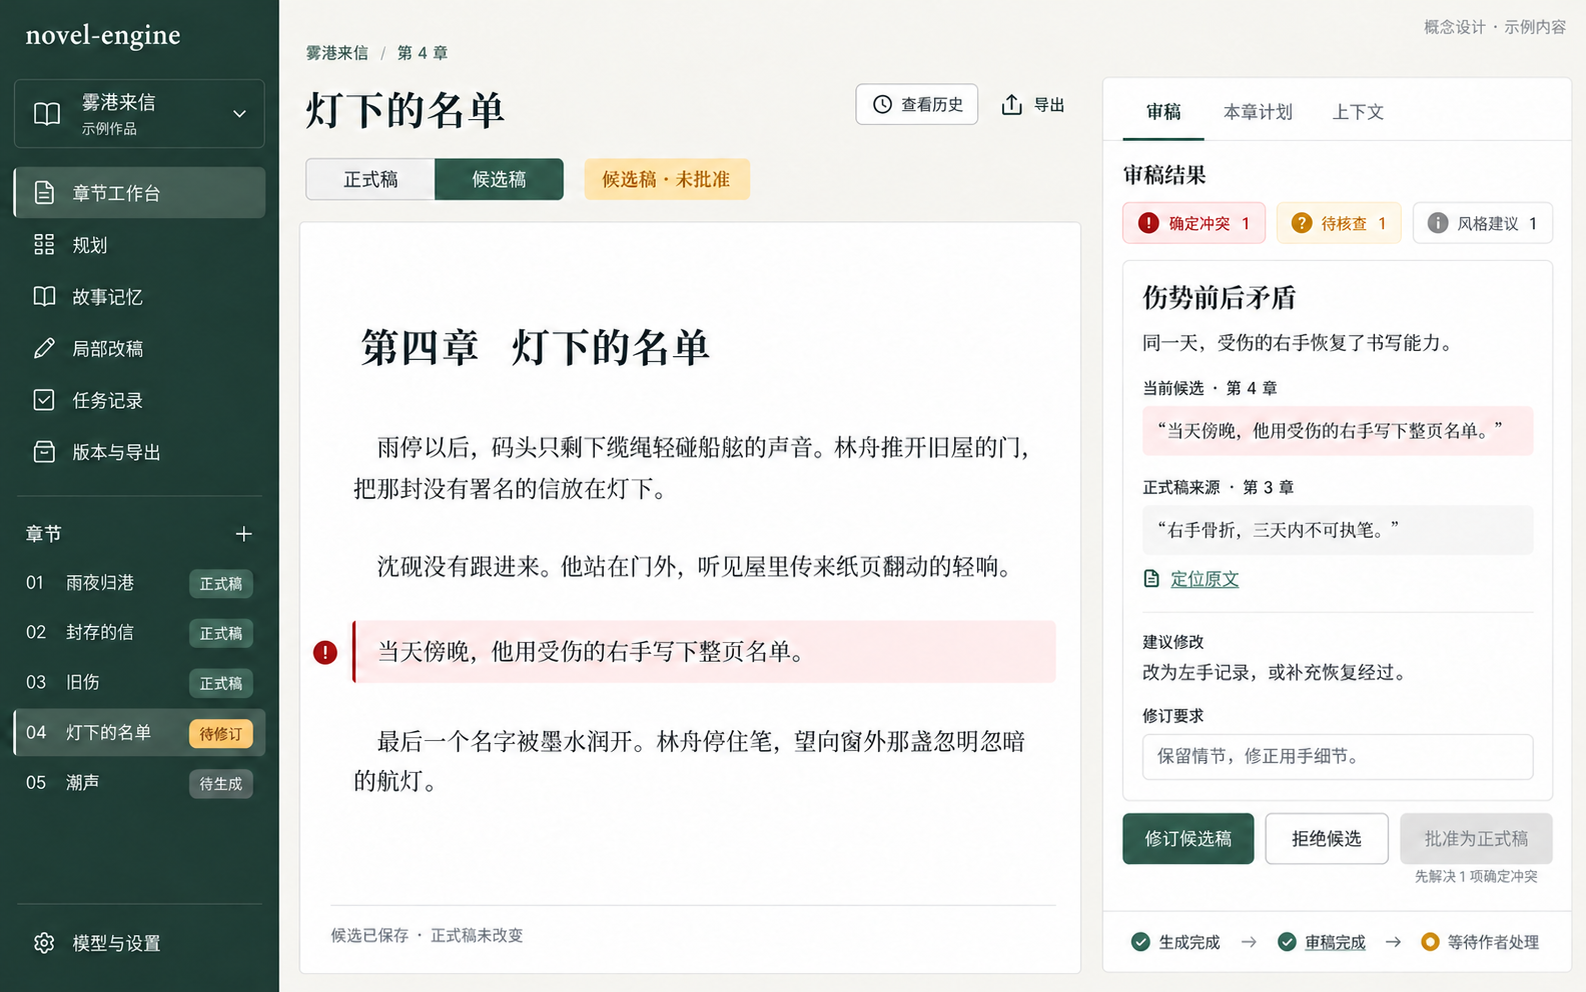 novel-engine
雾港来信
示例作品
章节工作台
规划
故事记忆
局部改稿
任务记录
版本与导出
章节
01 雨夜归港 正式稿
02 封存的信 正式稿
03 旧伤 正式稿
04 灯下的名单 待修订
05 潮声 待生成
模型与设置
概念设计 · 示例内容
雾港来信 / 第 4 章
灯下的名单
查看历史
导出
正式稿 候选稿 候选稿 · 未批准
第四章 灯下的名单
雨停以后，码头只剩下缆绳轻碰船舷的声音。林舟推开旧屋的门，
把那封没有署名的信放在灯下。
沈砚没有跟进来。他站在门外，听见屋里传来纸页翻动的轻响。
当天傍晚，他用受伤的右手写下整页名单。
最后一个名字被墨水润开。林舟停住笔，望向窗外那盏忽明忽暗
的航灯。
候选已保存 · 正式稿未改变
审稿 本章计划 上下文
审稿结果
确定冲突 1 待核查 1 风格建议 1
伤势前后矛盾
同一天，受伤的右手恢复了书写能力。
当前候选 · 第 4 章
“当天傍晚，他用受伤的右手写下整页名单。”
正式稿来源 · 第 3 章
“右手骨折，三天内不可执笔。”
定位原文
建议修改
改为左手记录，或补充恢复经过。
修订要求
保留情节，修正用手细节。
修订候选稿 拒绝候选 批准为正式稿
先解决 1 项确定冲突
生成完成 → 审稿完成 → 等待作者处理